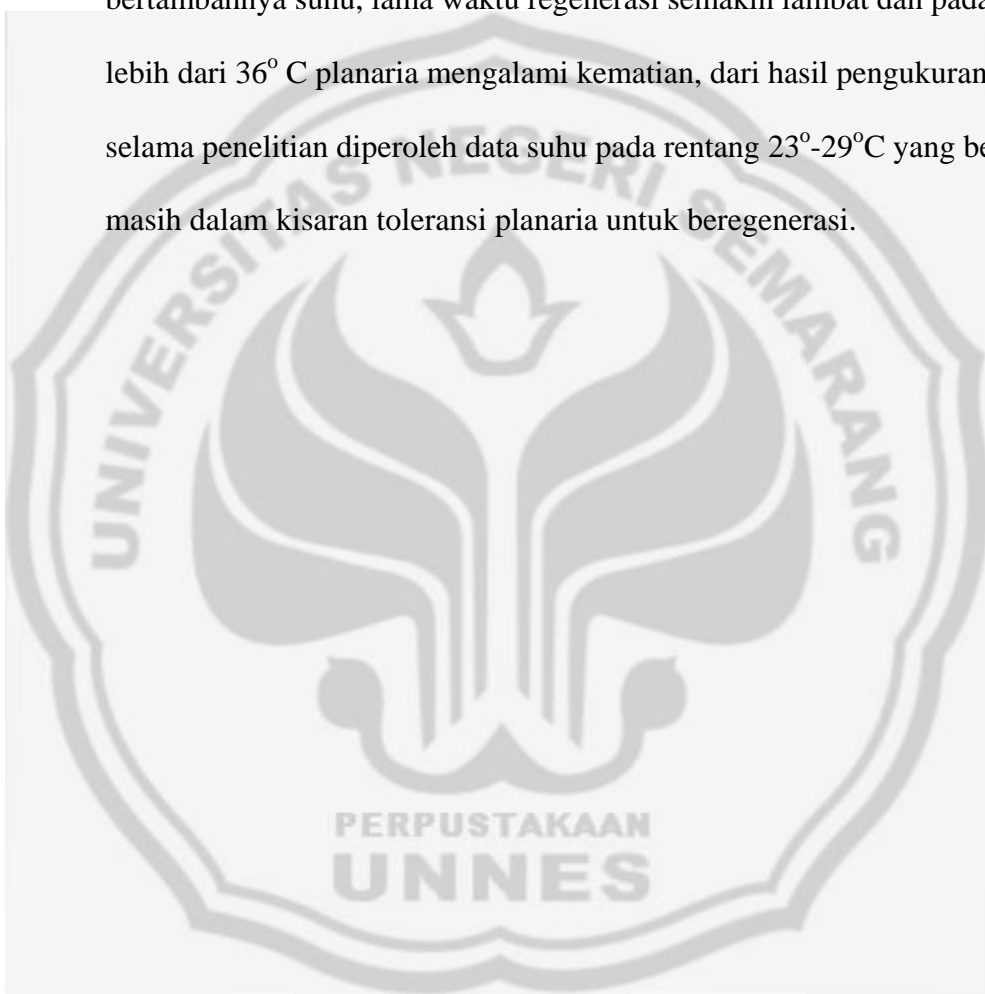 bertambahnya suhu, lama waktu regenerasi semakin lambat dan pada
lebih dari 36° C planaria mengalami kematian, dari hasil pengukuran
selama penelitian diperoleh data suhu pada rentang 23°-29°C yang
masih dalam kisaran toleransi planaria untuk beregenerasi.
UNIVERSITAS NEGERI SEMARANG
PERPUSTAKAAN
UNNES